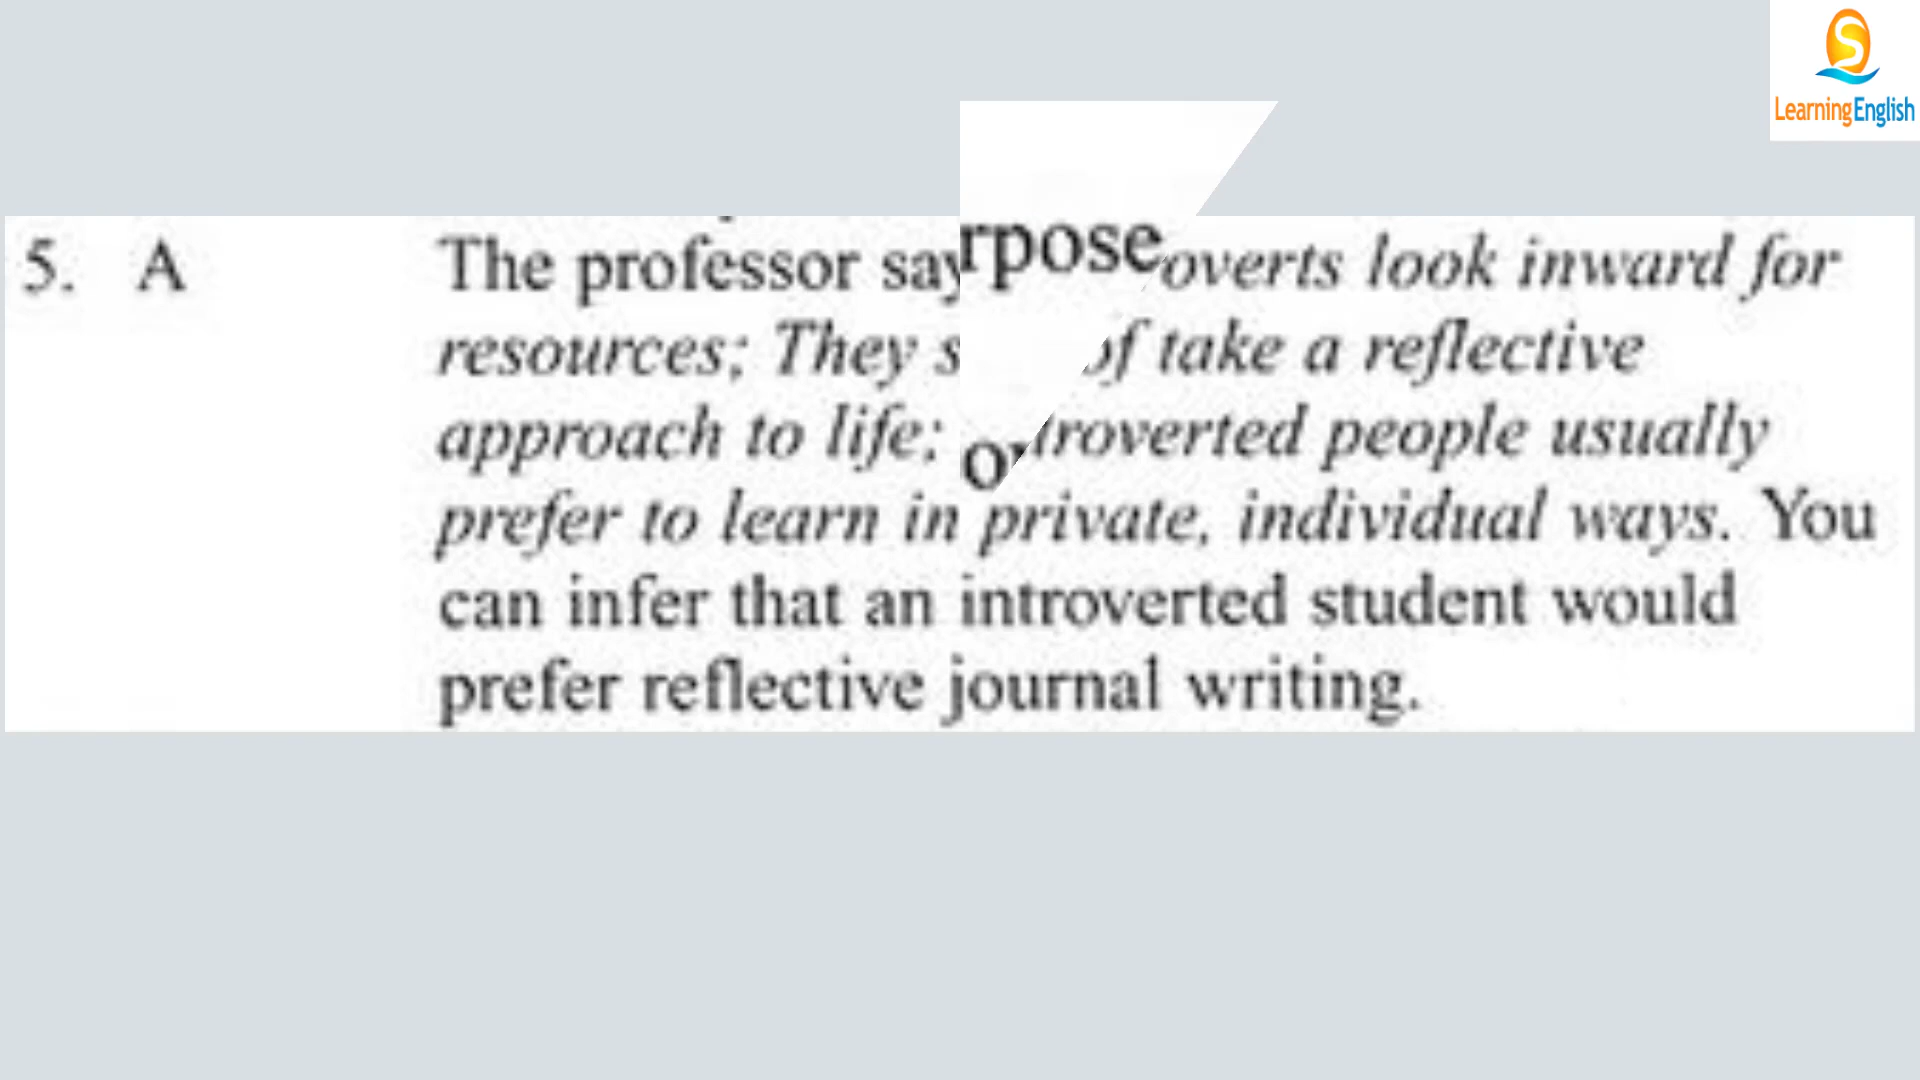 LearningEnglish
5. A The professor say rpose overts look inward for
resources; They s of take a reflective
approach to life; or troverted people usually
prefer to learn in private, individual ways. You
can infer that an introverted student would
prefer reflective journal writing.